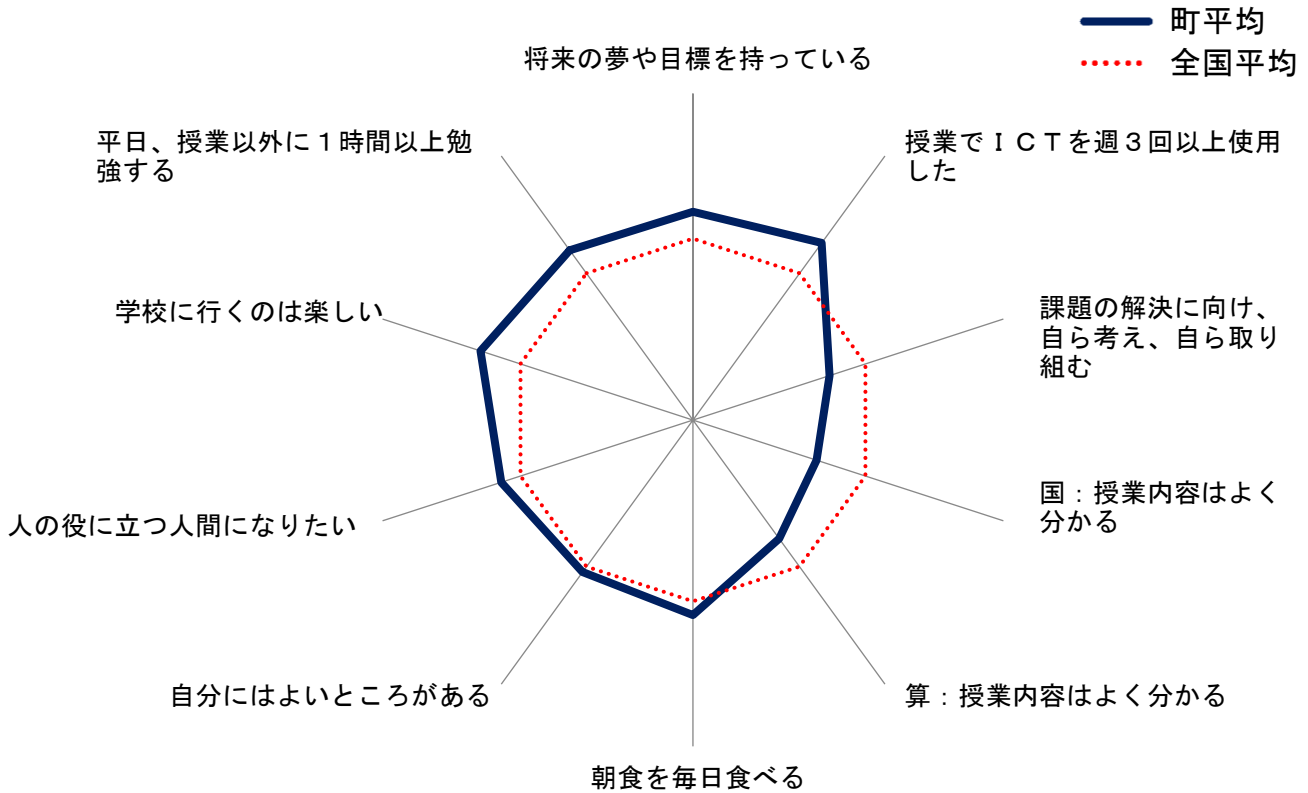 町平均
全国平均
将来の夢や目標を持っている
授業でＩＣＴを週３回以上使用
した
課題の解決に向け、
自ら考え、自ら取り
組む
国：授業内容はよく
分かる
算：授業内容はよく分かる
朝食を毎日食べる
自分にはよいところがある
人の役に立つ人間になりたい
学校に行くのは楽しい
平日、授業以外に１時間以上勉
強する